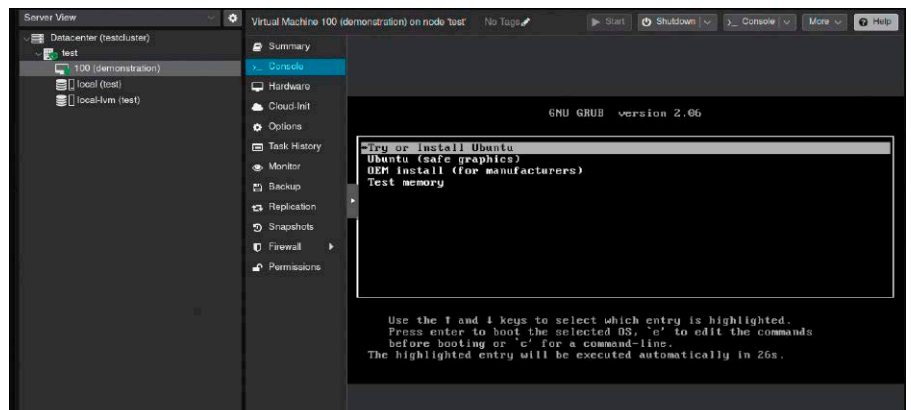 Server View
Datacenter (testcluster)
test
100 (demonstration)
local (test)
local-lvm (test)
Virtual Machine 100 (demonstration) on node 'test'
No Tags
Start
Shutdown
Console
More
Help
Summary
>_ Console
Hardware
Cloud-Init
Options
Task History
Monitor
Backup
Replication
Snapshots
Firewall
Permissions
GNU GRUB version 2.06
*Try or Install Ubuntu
Ubuntu (safe graphics)
OEM install (for manufacturers)
Test memory
Use the ↑ and ↓ keys to select which entry is highlighted.
Press enter to boot the selected OS, `e' to edit the commands
before booting or `c' for a command-line.
The highlighted entry will be executed automatically in 26s.